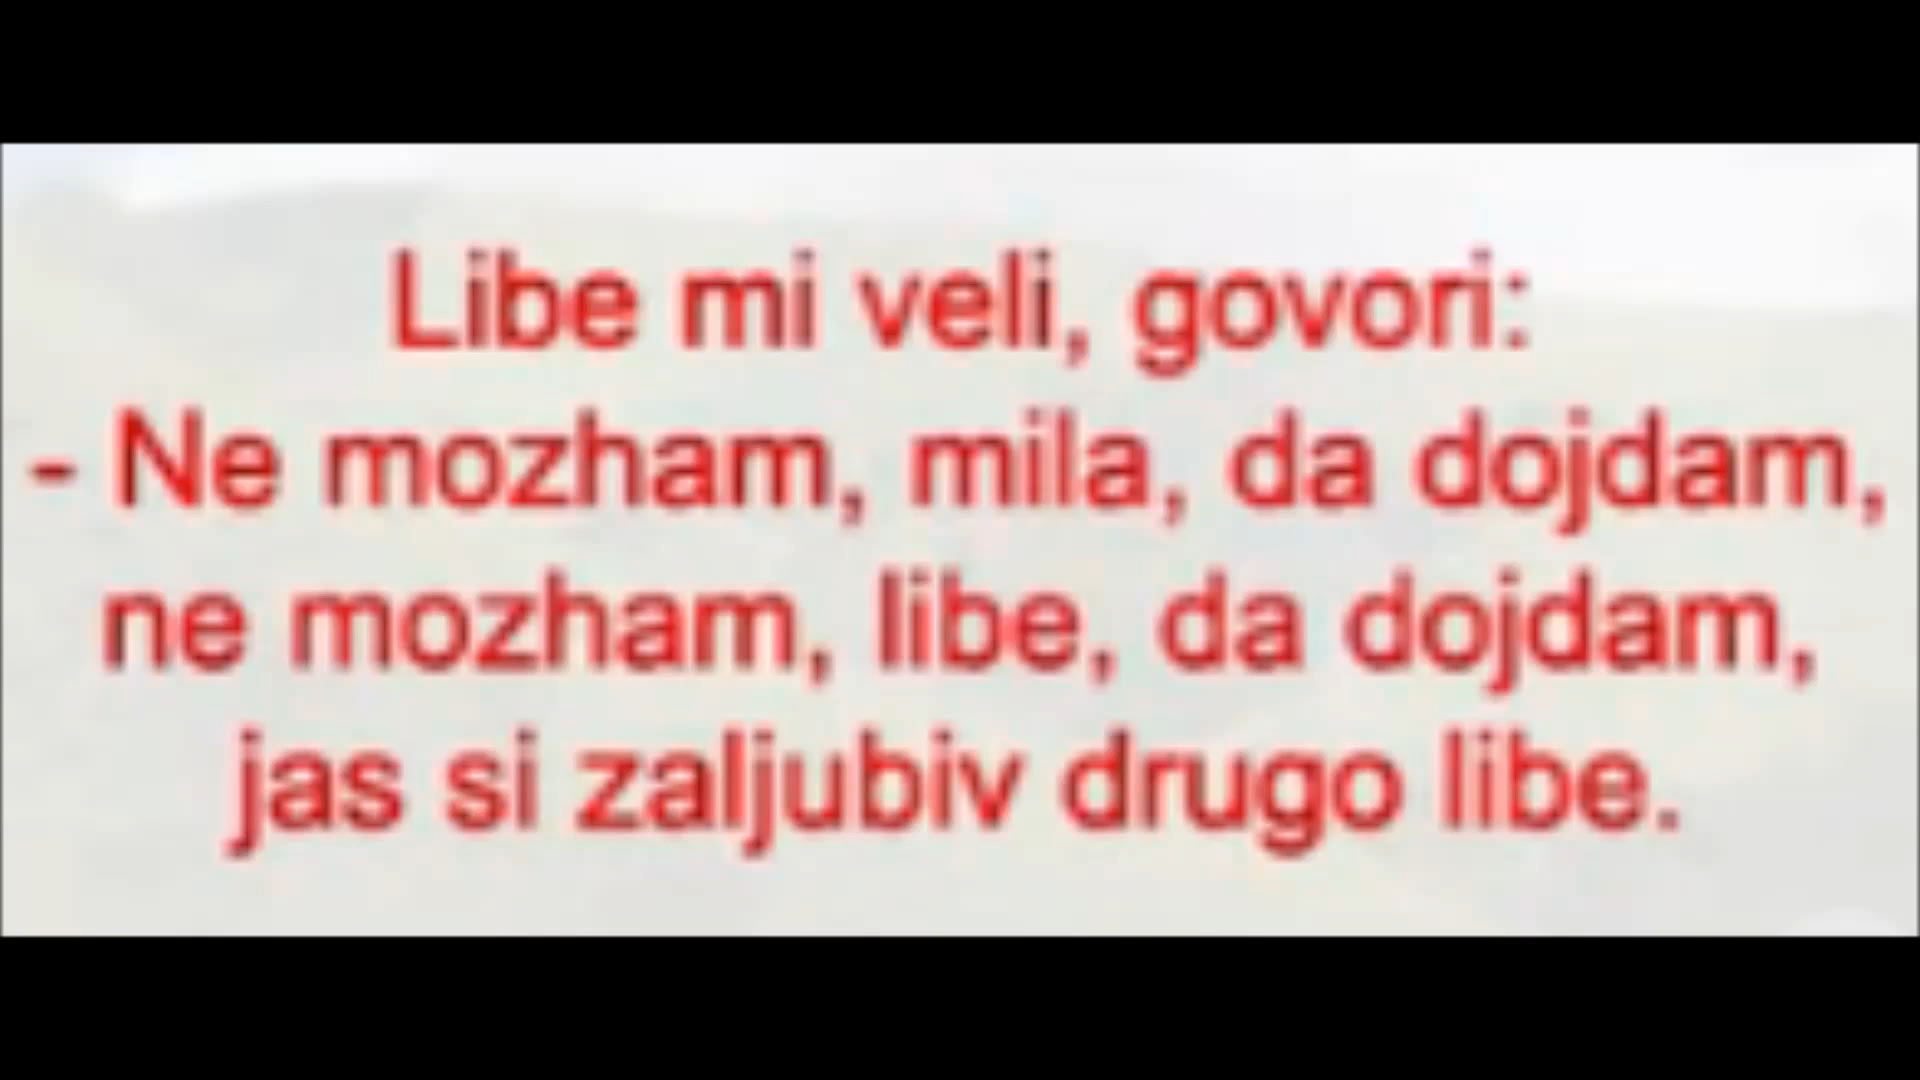 Libe mi veli, govori:
- Ne mozham, mila, da dojdam,
ne mozham, libe, da dojdam,
jas si zaljubiv drugo libe.